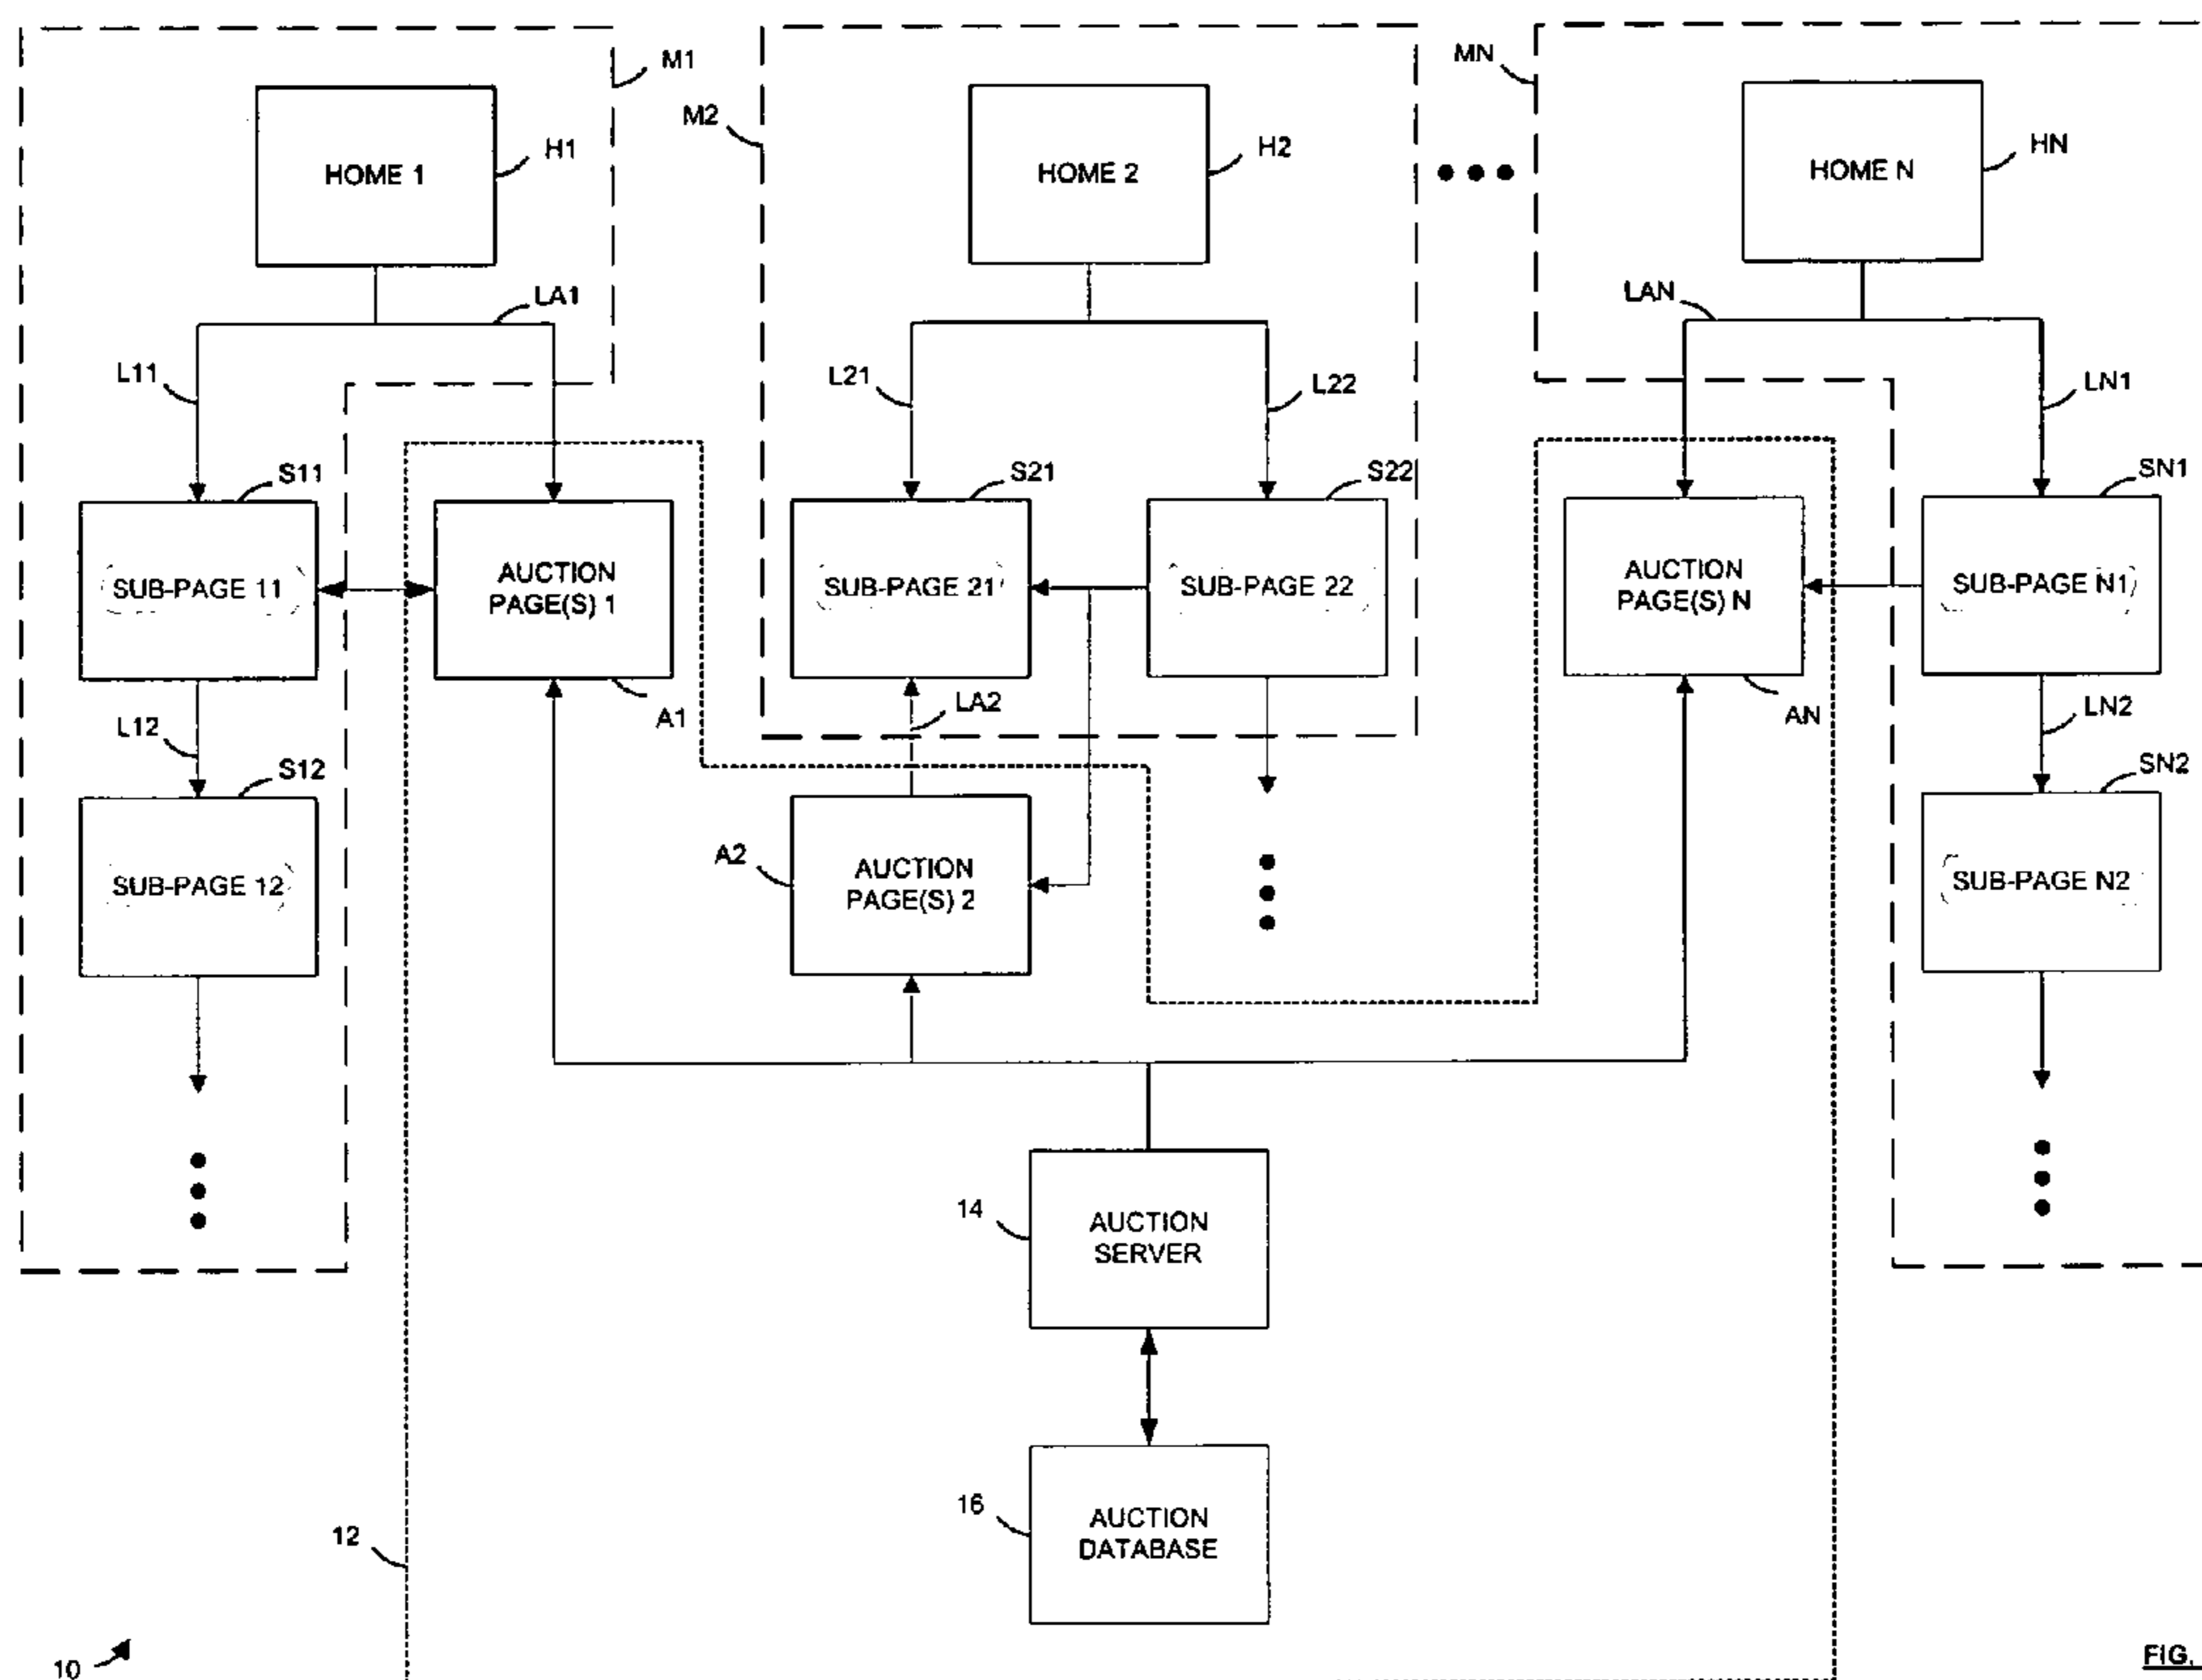 M1
MN
M2
HOME 1
H1
HOME 2
H2
HOME N
HN
LA1
LAN
L11
L21
L22
LN1
S11
S21
S22
SN1
SUB-PAGE 11
AUCTION
PAGE(S) 1
SUB-PAGE 21
SUB-PAGE 22
AUCTION
PAGE(S) N
SUB-PAGE N1
A1
LA2
AN
LN2
L12
S12
SN2
SUB-PAGE 12
A2
AUCTION
PAGE(S) 2
SUB-PAGE N2
14
AUCTION
SERVER
16
AUCTION
DATABASE
12
10
FIG.